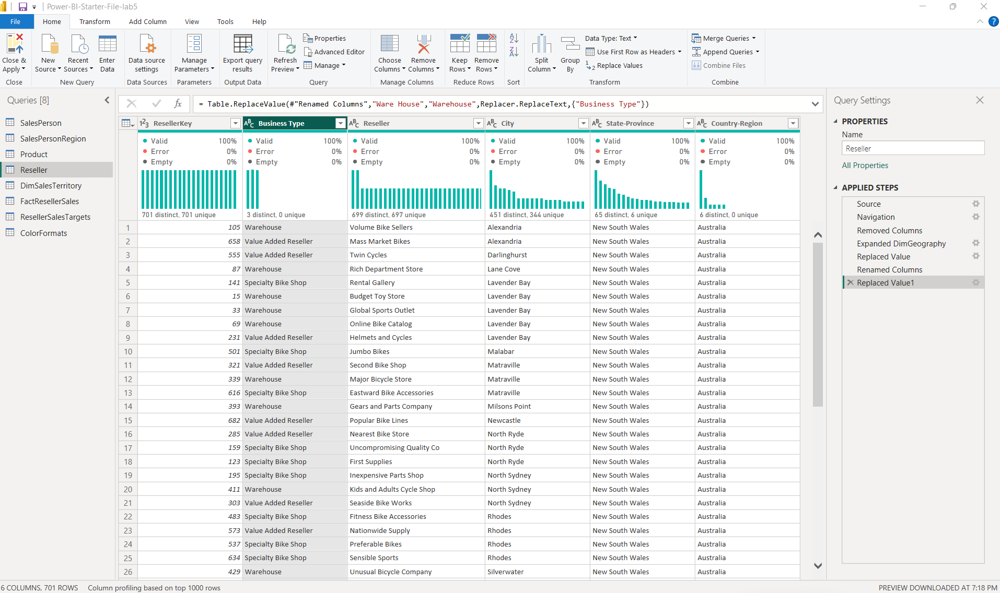 Power-BI-Starter-File-lab5
File Home Transform Add Column View Tools Help
Close & Apply
Close
New Source
Recent Sources
Enter Data
New Query
Data source settings
Data Sources
Manage Parameters
Parameters
Export query results
Output Data
Refresh Preview
Properties
Advanced Editor
Manage
Query
Choose Columns
Remove Columns
Manage Columns
Keep Rows
Remove Rows
Reduce Rows
A Z
Z A
Sort
Split Column
Group By
Data Type: Text
Use First Row as Headers
1 2 Replace Values
Transform
Merge Queries
Append Queries
Combine Files
Combine
Queries [8]
SalesPerson
SalesPersonRegion
Product
Reseller
DimSalesTerritory
FactResellerSales
ResellerSalesTargets
ColorFormats
fx = Table.ReplaceValue(#"Renamed Columns","Ware House","Warehouse",Replacer.ReplaceText,{"Business Type"})
123 ResellerKey ABC Business Type ABC Reseller ABC City ABC State-Province ABC Country-Region
Valid 100% Valid 100% Valid 100% Valid 100% Valid 100% Valid 100%
Error 0% Error 0% Error 0% Error 0% Error 0% Error 0%
Empty 0% Empty 0% Empty 0% Empty 0% Empty 0% Empty 0%
701 distinct, 701 unique 3 distinct, 0 unique 699 distinct, 697 unique 451 distinct, 344 unique 65 distinct, 6 unique 6 distinct, 0 unique
1 105 Warehouse Volume Bike Sellers Alexandria New South Wales Australia
2 658 Value Added Reseller Mass Market Bikes Alexandria New South Wales Australia
3 555 Value Added Reseller Twin Cycles Darlinghurst New South Wales Australia
4 87 Warehouse Rich Department Store Lane Cove New South Wales Australia
5 141 Specialty Bike Shop Rental Gallery Lavender Bay New South Wales Australia
6 15 Warehouse Budget Toy Store Lavender Bay New South Wales Australia
7 33 Warehouse Global Sports Outlet Lavender Bay New South Wales Australia
8 69 Warehouse Online Bike Catalog Lavender Bay New South Wales Australia
9 231 Value Added Reseller Helmets and Cycles Lavender Bay New South Wales Australia
10 501 Specialty Bike Shop Jumbo Bikes Malabar New South Wales Australia
11 321 Value Added Reseller Second Bike Shop Matraville New South Wales Australia
12 339 Warehouse Major Bicycle Store Matraville New South Wales Australia
13 616 Specialty Bike Shop Eastward Bike Accessories Matraville New South Wales Australia
14 393 Warehouse Gears and Parts Company Milsons Point New South Wales Australia
15 682 Value Added Reseller Popular Bike Lines Newcastle New South Wales Australia
16 285 Value Added Reseller Nearest Bike Store North Ryde New South Wales Australia
17 159 Specialty Bike Shop Uncompromising Quality Co North Ryde New South Wales Australia
18 123 Specialty Bike Shop First Supplies North Ryde New South Wales Australia
19 195 Specialty Bike Shop Inexpensive Parts Shop North Sydney New South Wales Australia
20 411 Warehouse Kids and Adults Cycle Shop North Sydney New South Wales Australia
21 303 Value Added Reseller Seaside Bike Works North Sydney New South Wales Australia
22 483 Specialty Bike Shop Fitness Bike Accessories Rhodes New South Wales Australia
23 573 Value Added Reseller Nationwide Supply Rhodes New South Wales Australia
24 537 Specialty Bike Shop Preferable Bikes Rhodes New South Wales Australia
25 634 Specialty Bike Shop Sensible Sports Rhodes New South Wales Australia
26 429 Warehouse Unusual Bicycle Company Silverwater New South Wales Australia
Query Settings
PROPERTIES
Name
Reseller
All Properties
APPLIED STEPS
Source
Navigation
Removed Columns
Expanded DimGeography
Replaced Value
Renamed Columns
Replaced Value1
6 COLUMNS, 701 ROWS Column profiling based on top 1000 rows PREVIEW DOWNLOADED AT 7:18 PM